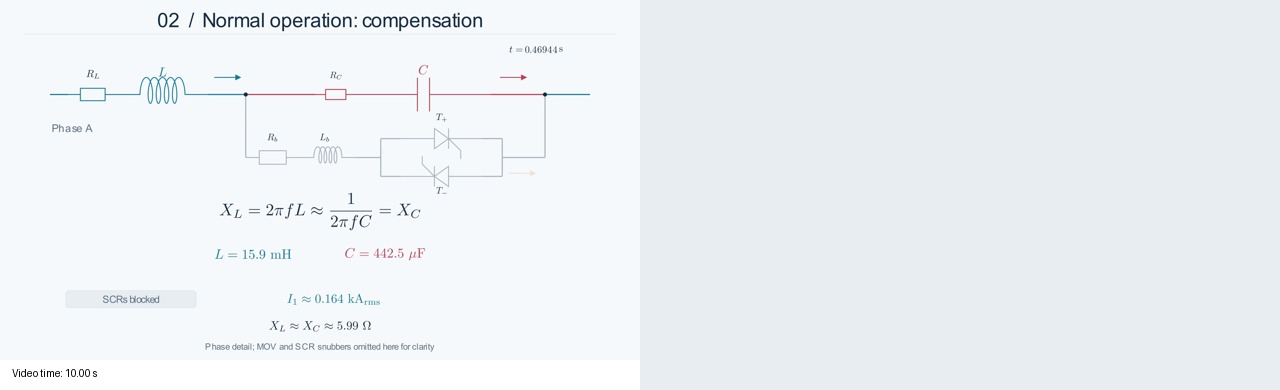 02 / Normal operation: compensation
t = 0.46944 s
R_L
L
R_C
C
Phase A
T_+
R_b
L_b
T_−
X_L = 2πfL ≈ 1/(2πfC) = X_C
L = 15.9 mH
C = 442.5 μF
SCRs blocked
I_1 ≈ 0.164 kA_rms
X_L ≈ X_C ≈ 5.99 Ω
Phase detail; MOV and SCR snubbers omitted here for clarity
Video time: 10.00 s